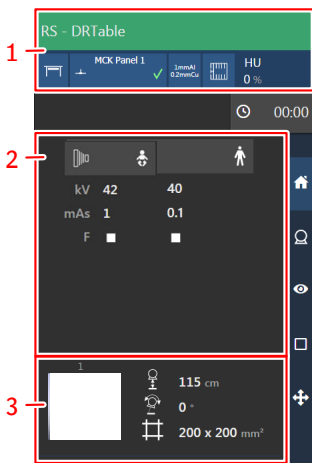 1
RS - DRTable
MCK Panel 1
1mmAl
0.2mmCu
HU
0 %
00:00
2
kV 42 40
mAs 1 0.1
F
3
1
115 cm
0 °
200 x 200 mm²